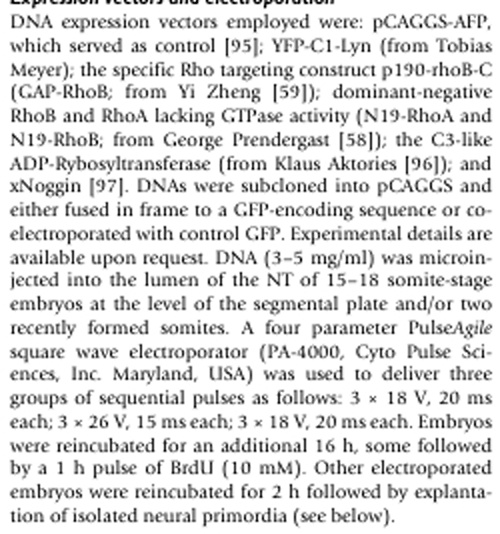 Expression vectors and electroporation
DNA expression vectors employed were: pCAGGS-AFP,
which served as control [95]; YFP-C1-Lyn (from Tobias
Meyer); the specific Rho targeting construct p190-rhoB-C
(GAP-RhoB; from Yi Zheng [59]); dominant-negative
RhoB and RhoA lacking GTPase activity (N19-RhoA and
N19-RhoB; from George Prendergast [58]); the C3-like
ADP-Rybosyltransferase (from Klaus Aktories [96]); and
xNoggin [97]. DNAs were subcloned into pCAGGS and
either fused in frame to a GFP-encoding sequence or co-
electroporated with control GFP. Experimental details are
available upon request. DNA (3–5 mg/ml) was microin-
jected into the lumen of the NT of 15–18 somite-stage
embryos at the level of the segmental plate and/or two
recently formed somites. A four parameter PulseAgile
square wave electroporator (PA-4000, Cyto Pulse Sci-
ences, Inc. Maryland, USA) was used to deliver three
groups of sequential pulses as follows: 3 × 18 V, 20 ms
each; 3 × 26 V, 15 ms each; 3 × 18 V, 20 ms each. Embryos
were reincubated for an additional 16 h, some followed
by a 1 h pulse of BrdU (10 mM). Other electroporated
embryos were reincubated for 2 h followed by explanta-
tion of isolated neural primordia (see below).